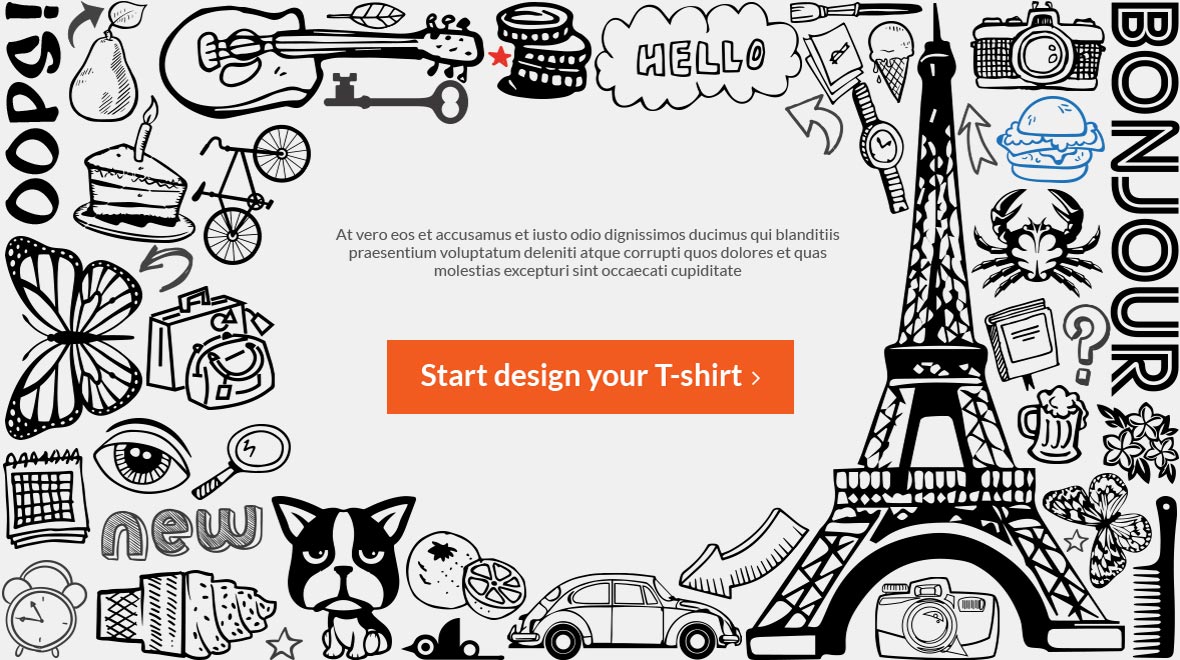 oops!
HELLO
BONJOUR
At vero eos et accusamus et iusto odio dignissimos ducimus qui blanditiis
praesentium voluptatum deleniti atque corrupti quos dolores et quas
molestias excepturi sint occaecati cupiditate
Start design your T-shirt ›
?
new